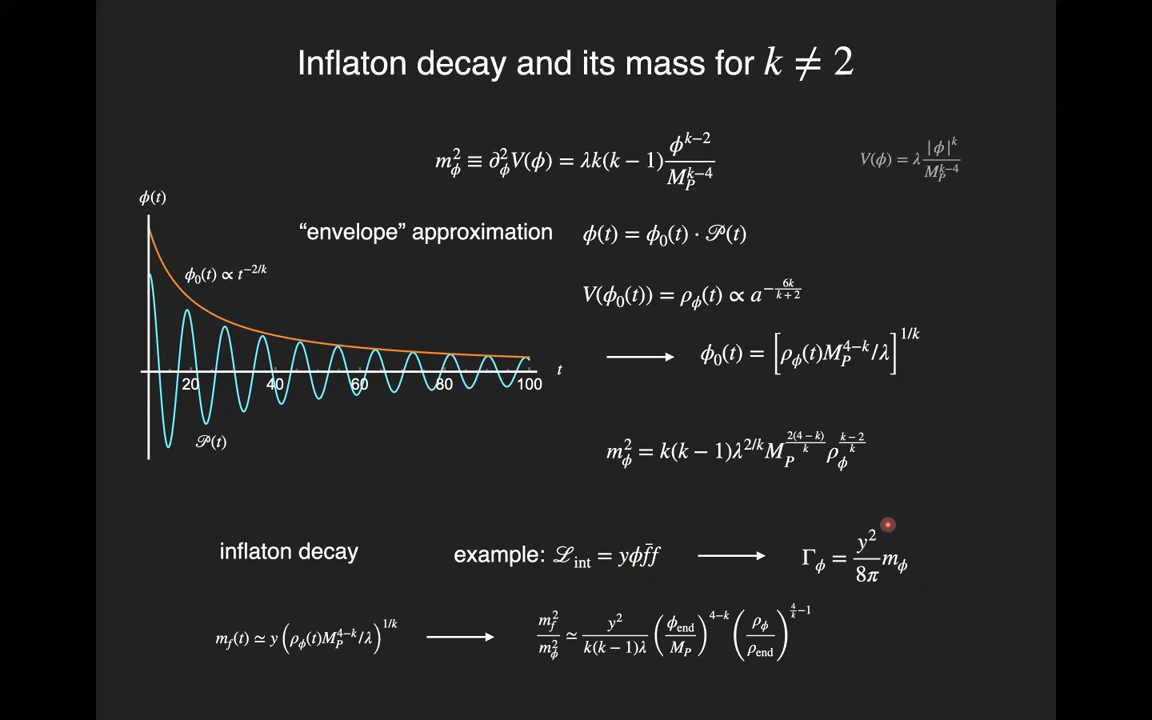 Inflaton decay and its mass for k ≠ 2
m_ϕ^2 ≡ ∂_ϕ^2 V(ϕ) = λk(k − 1) ϕ^{k−2} / M_P^{k−4}
V(ϕ) = λ |ϕ|^k / M_P^{k−4}
ϕ(t)
“envelope” approximation
ϕ(t) = ϕ_0(t) · 𝒫(t)
ϕ_0(t) ∝ t^{−2/k}
V(ϕ_0(t)) = ρ_ϕ(t) ∝ a^{−6k/(k+2)}
ϕ_0(t) = [ρ_ϕ(t) M_P^{4−k}/λ]^{1/k}
t
20 40 60 80 100
𝒫(t)
m_ϕ^2 = k(k − 1)λ^{2/k} M_P^{2(4−k)/k} ρ_ϕ^{(k−2)/k}
inflaton decay
example: ℒ_int = yϕf̄f
Γ_ϕ = y^2/8π m_ϕ
m_f(t) ≃ y (ρ_ϕ(t) M_P^{4−k}/λ)^{1/k}
m_f^2/m_ϕ^2 ≃ y^2/k(k − 1)λ (ϕ_end/M_P)^{4−k} (ρ_ϕ/ρ_end)^{4/k−1}